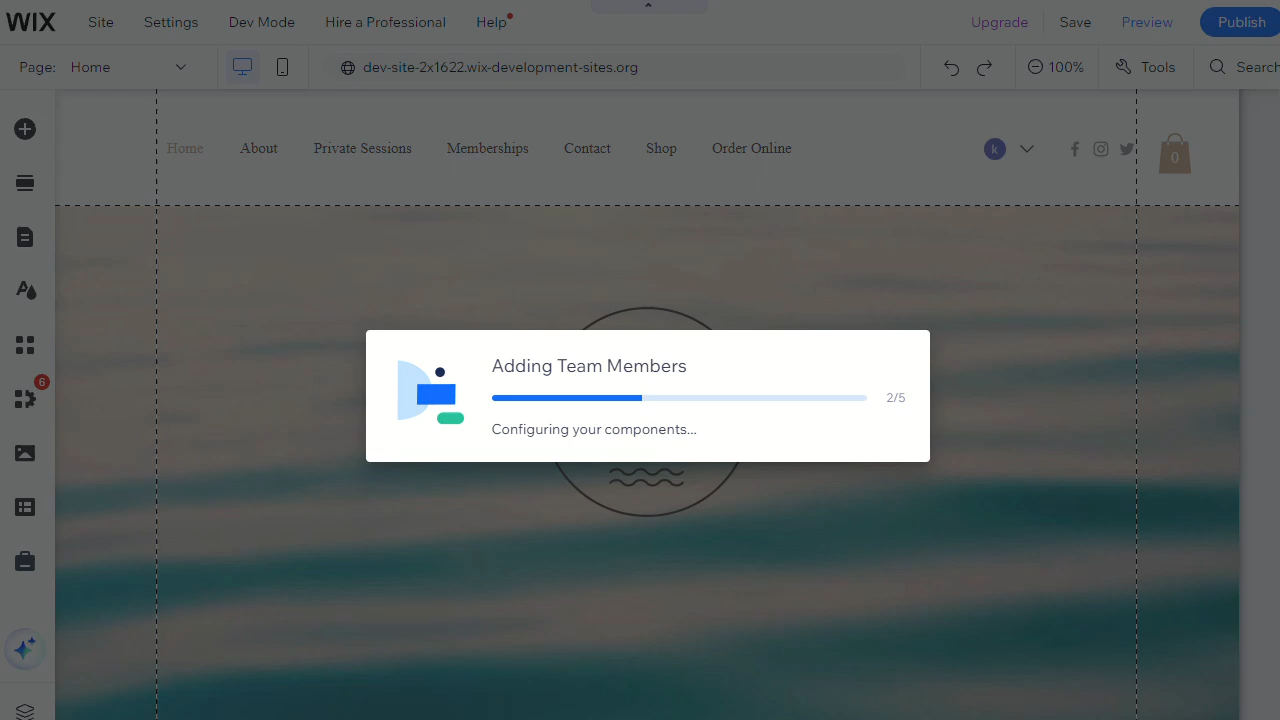 WIX Site Settings Dev Mode Hire a Professional Help Upgrade Save Preview Publish
Page: Home dev-site-2x1622.wix-development-sites.org 100% Tools Search
Home About Private Sessions Memberships Contact Shop Order Online k 0
6
Adding Team Members
2/5
Configuring your components...